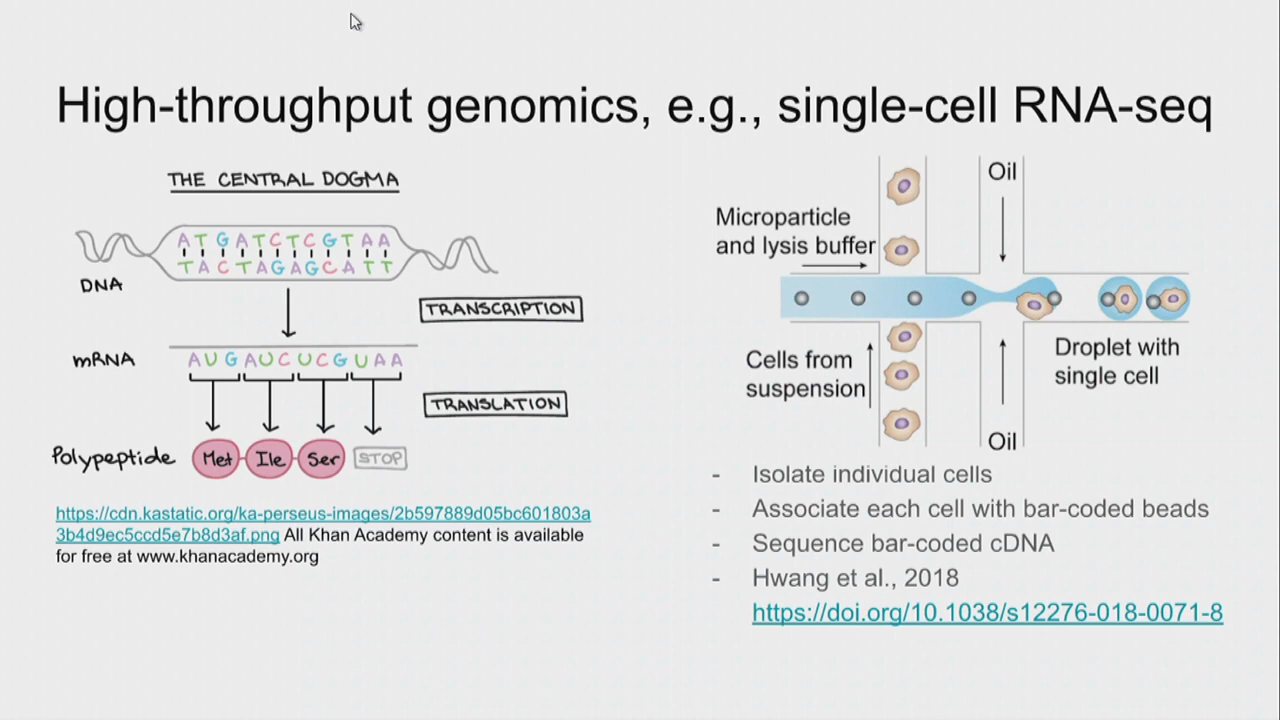 High-throughput genomics, e.g., single-cell RNA-seq
THE CENTRAL DOGMA
ATGATCTCGTAA
TACTAGAGCATT
DNA
TRANSCRIPTION
mRNA
AUGAUCUCGUAA
TRANSLATION
Polypeptide
Met
Ile
Ser
STOP
https://cdn.kastatic.org/ka-perseus-images/2b597889d05bc601803a
3b4d9ec5ccd5e7b8d3af.png All Khan Academy content is available
for free at www.khanacademy.org
Oil
Microparticle
and lysis buffer
Cells from
suspension
Droplet with
single cell
Oil
- Isolate individual cells
- Associate each cell with bar-coded beads
- Sequence bar-coded cDNA
- Hwang et al., 2018
https://doi.org/10.1038/s12276-018-0071-8